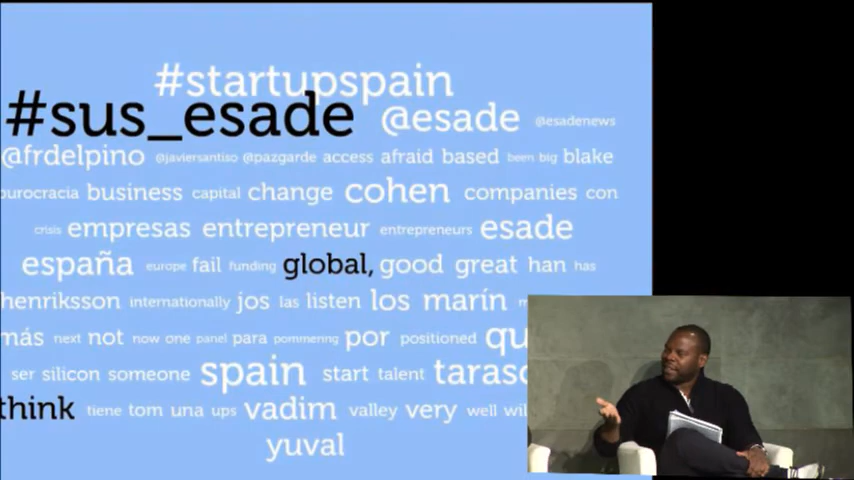 #startupspain
#sus_esade @esade @esadenews
@frdelpino @javiersantiso @pazgarde access afraid based been big blake
burocracia business capital change cohen companies con
crisis empresas entrepreneur entrepreneurs esade
españa europe fail funding global, good great han has
henriksson internationally jos las listen los marín
más next not now one panel para pommering por positioned
ser silicon someone spain start talent
think tiene tom una ups vadim valley very well
yuval